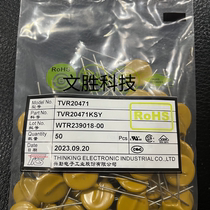 RoHS
文胜科技
Model No TVR20471
Part No TVR20471KSY
Lot No WTR239018-00
RoHS
Quantity 50 Pcs
2023.09.20
THINKING ELECTRONIC INDUSTRIAL CO.,LTD.